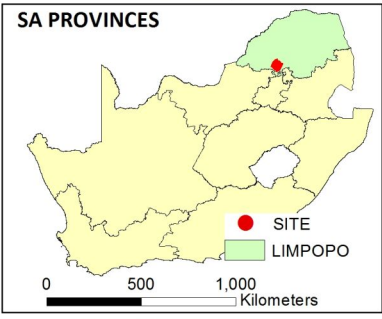 SA PROVINCES
SITE
LIMPOPO
0 500 1,000
Kilometers